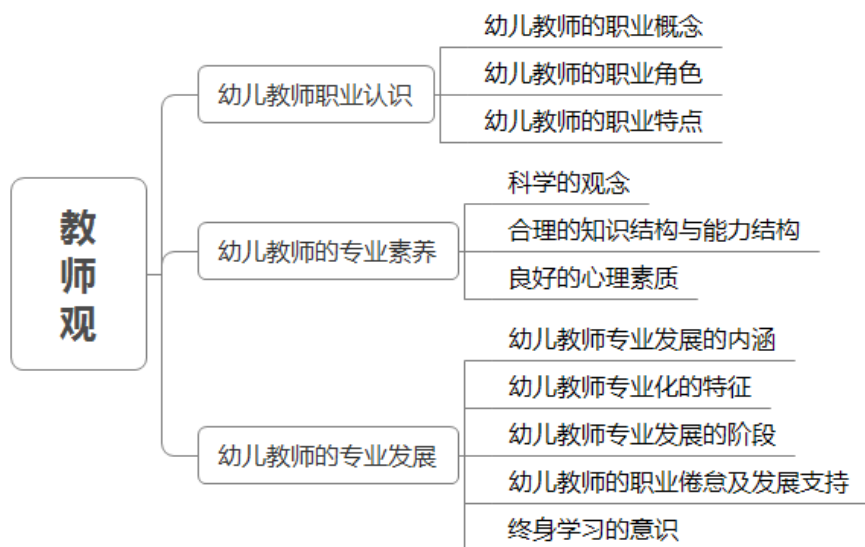 教
师
观
幼儿教师职业认识
幼儿教师的职业概念
幼儿教师的职业角色
幼儿教师的职业特点
幼儿教师的专业素养
科学的观念
合理的知识结构与能力结构
良好的心理素质
幼儿教师的专业发展
幼儿教师专业发展的内涵
幼儿教师专业化的特征
幼儿教师专业发展的阶段
幼儿教师的职业倦怠及发展支持
终身学习的意识